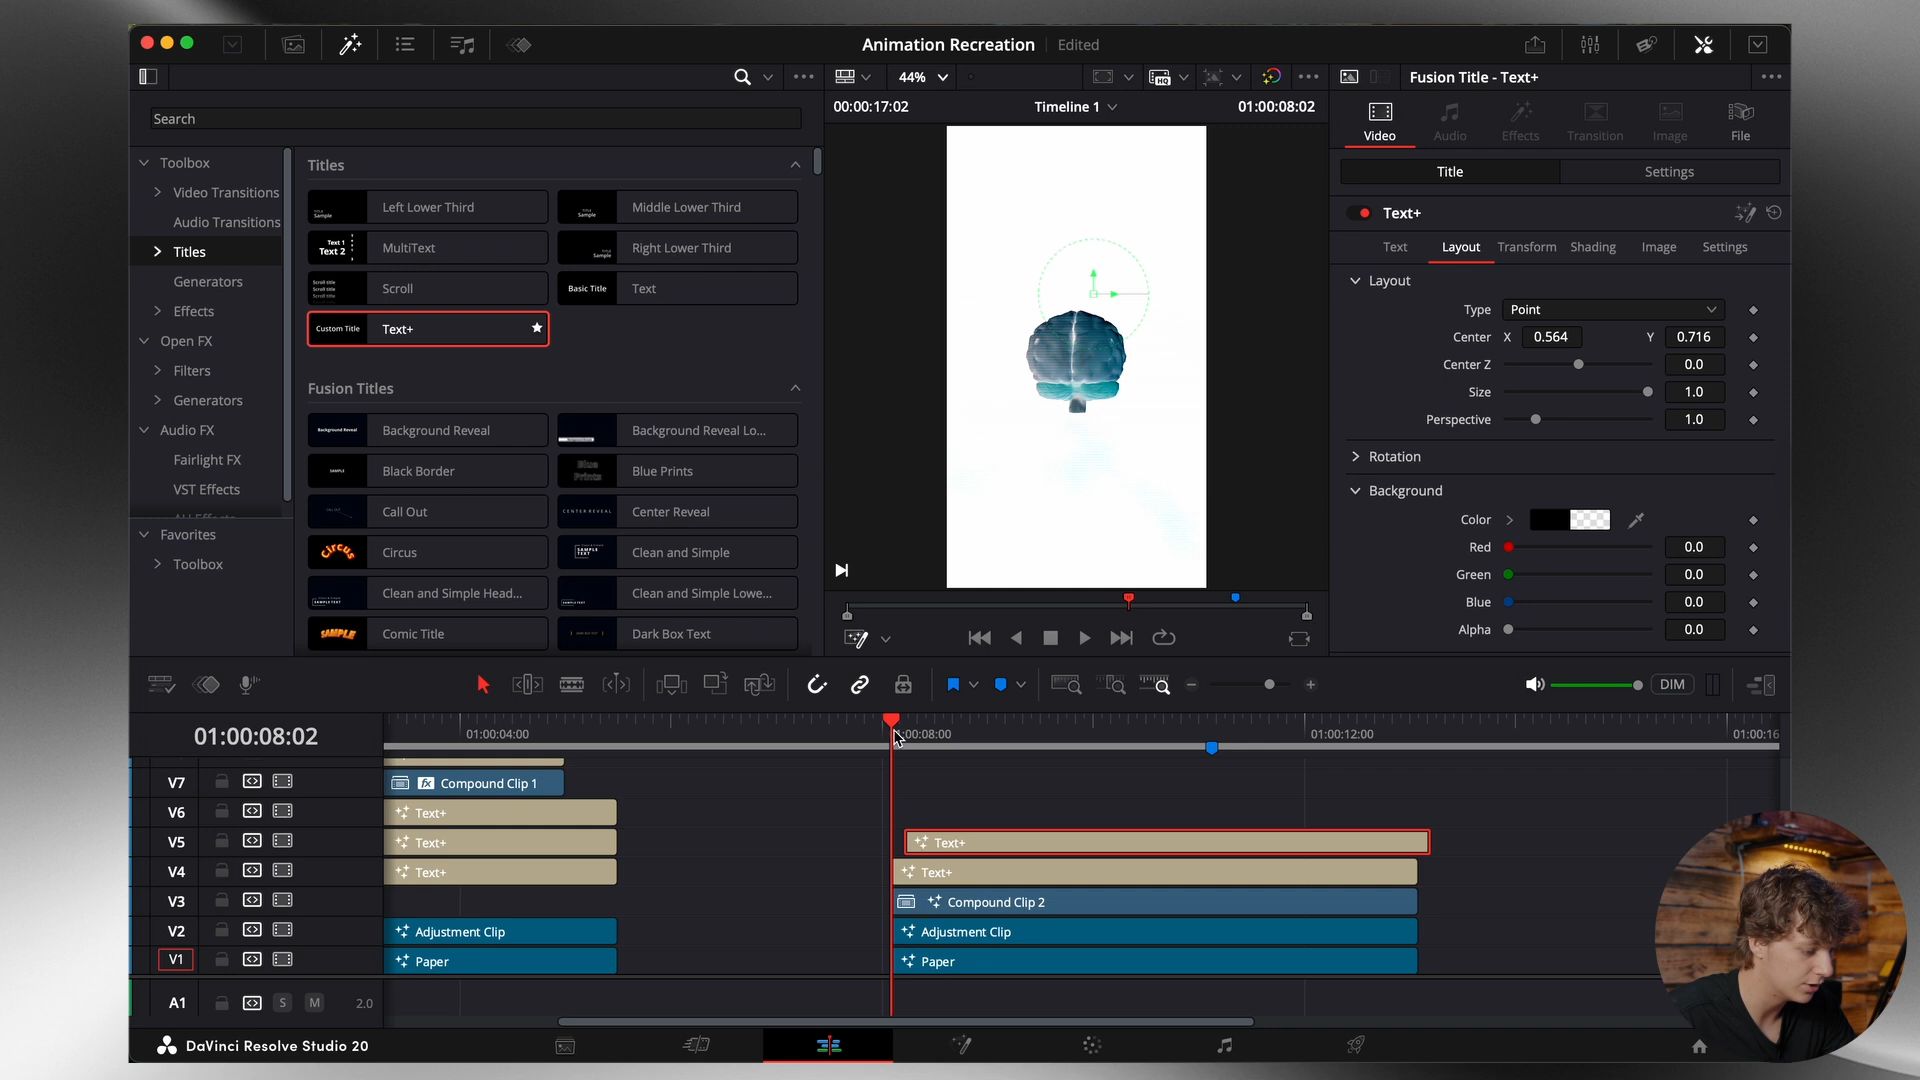 Animation Recreation
Edited
44%
Fusion Title - Text+
Search
00:00:17:02
Timeline 1
01:00:08:02
Video
Audio
Effects
Transition
Image
File
Toolbox
Video Transitions
Audio Transitions
Titles
Generators
Effects
Open FX
Filters
Generators
Audio FX
Fairlight FX
VST Effects
Favorites
Toolbox
Titles
Left Lower Third
Middle Lower Third
MultiText
Right Lower Third
Scroll
Basic Title
Text
Custom Title
Text+
Fusion Titles
Background Reveal
Background Reveal Lo...
Black Border
Blue Prints
Call Out
Center Reveal
Circus
Clean and Simple
Clean and Simple Head...
Clean and Simple Lowe...
Comic Title
Dark Box Text
Title
Settings
Text+
Text
Layout
Transform
Shading
Image
Settings
Layout
Type
Point
Center X 0.564 Y 0.716
Center Z 0.0
Size 1.0
Perspective 1.0
Rotation
Background
Color
Red 0.0
Green 0.0
Blue 0.0
Alpha 0.0
DIM
01:00:08:02
01:00:04:00
:00:08:00
01:00:12:00
01:00:16
V7
Compound Clip 1
V6
Text+
V5
Text+
Text+
V4
Text+
Text+
V3
Compound Clip 2
V2
Adjustment Clip
Adjustment Clip
V1
Paper
Paper
A1
S
M
2.0
DaVinci Resolve Studio 20